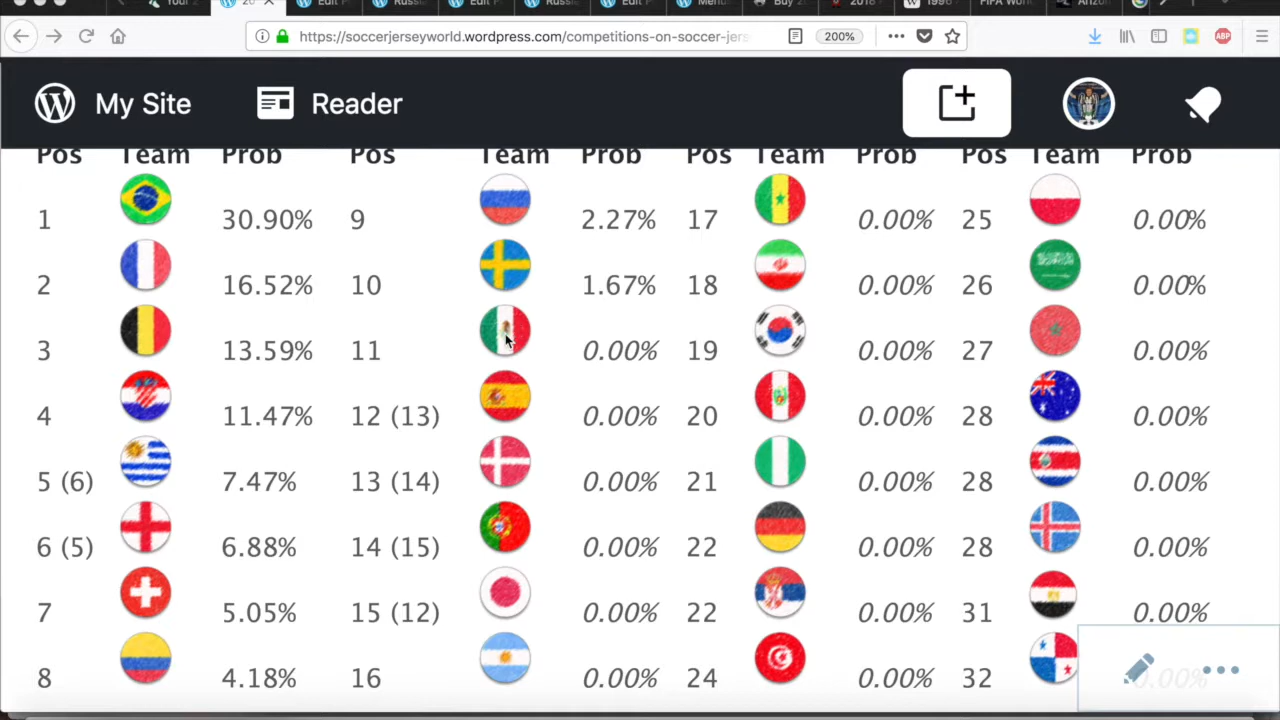 https://soccerjerseyworld.wordpress.com/competitions-on-soccer-jers 200%
My Site Reader
Pos Team Prob Pos Team Prob Pos Team Prob Pos Team Prob
1 30.90% 9 2.27% 17 0.00% 25 0.00%
2 16.52% 10 1.67% 18 0.00% 26 0.00%
3 13.59% 11 0.00% 19 0.00% 27 0.00%
4 11.47% 12 (13) 0.00% 20 0.00% 28 0.00%
5 (6) 7.47% 13 (14) 0.00% 21 0.00% 28 0.00%
6 (5) 6.88% 14 (15) 0.00% 22 0.00% 28 0.00%
7 5.05% 15 (12) 0.00% 22 0.00% 31 0.00%
8 4.18% 16 0.00% 24 0.00% 32 0.00%